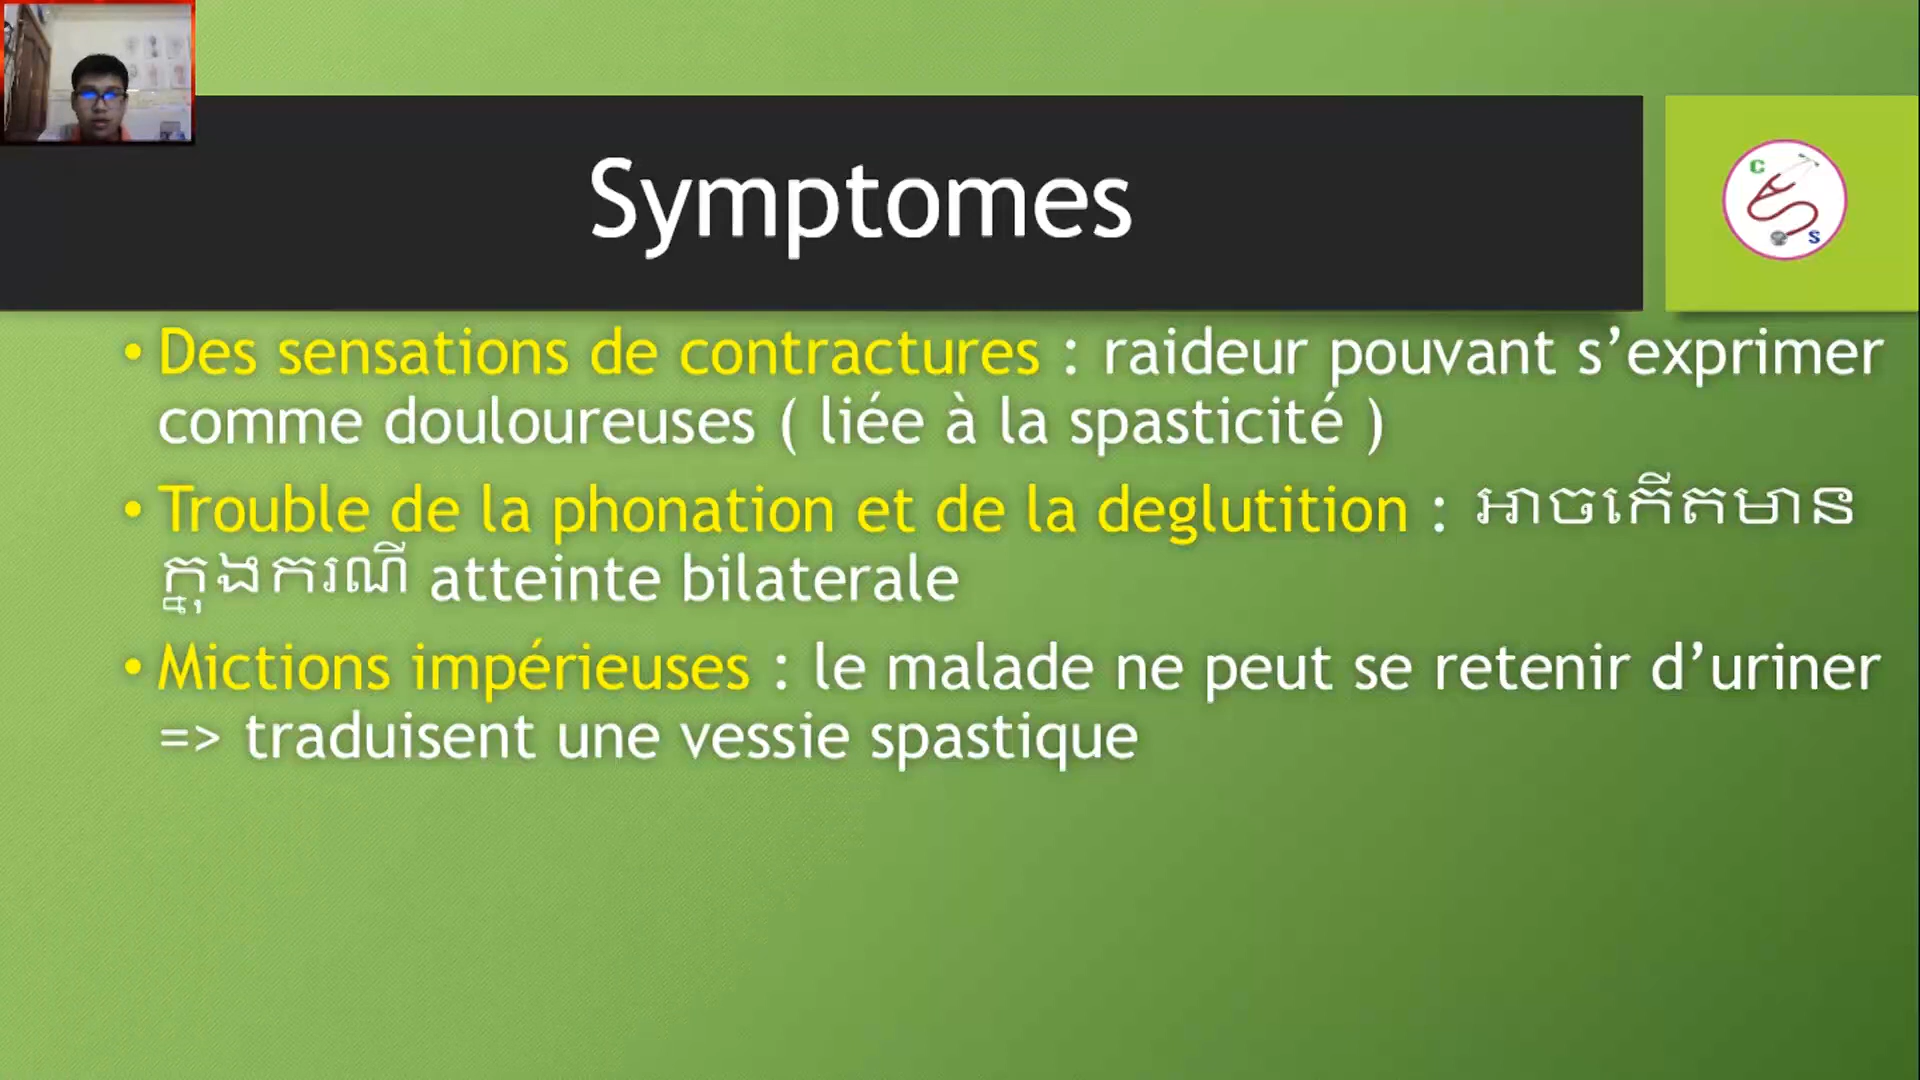 Symptomes
C
S
• Des sensations de contractures : raideur pouvant s’exprimer
comme douloureuses ( liée à la spasticité )
• Trouble de la phonation et de la deglutition : អាចកើតមាន
ក្នុងករណី atteinte bilaterale
• Mictions impérieuses : le malade ne peut se retenir d’uriner
=> traduisent une vessie spastique